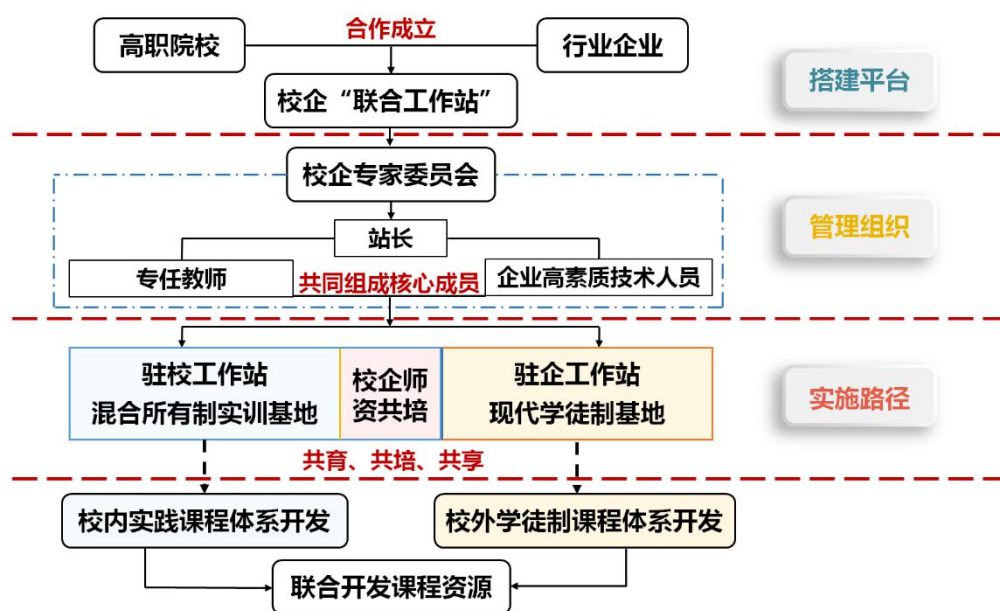 高职院校
合作成立
行业企业
校企“联合工作站”
搭建平台
校企专家委员会
站长
专任教师
共同组成核心成员
企业高素质技术人员
管理组织
驻校工作站
混合所有制实训基地
校企师
资共培
驻企工作站
现代学徒制基地
实施路径
共育、共培、共享
校内实践课程体系开发
校外学徒制课程体系开发
联合开发课程资源